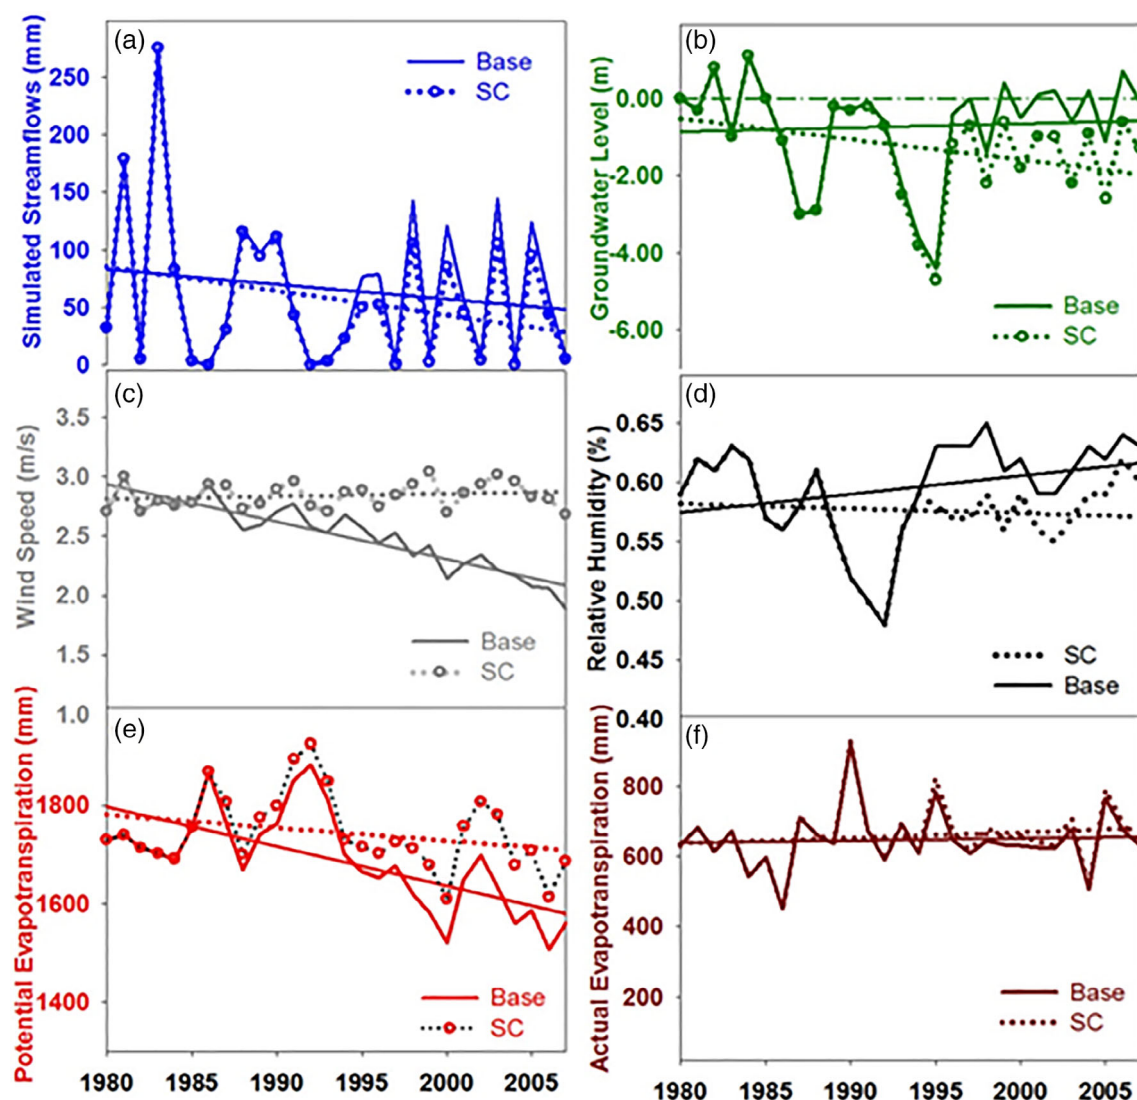 (a)
Simulated Streamflows (mm)
250
200
150
100
50
0
Base
SC
(b)
Groundwater Level (m)
0.00
-2.00
-4.00
-6.00
Base
SC
(c)
Wind Speed (m/s)
3.5
3.0
2.5
2.0
1.5
1.0
Base
SC
(d)
Relative Humidity (%)
0.65
0.60
0.55
0.50
0.45
0.40
SC
Base
(e)
Potential Evapotranspiration (mm)
1800
1600
1400
Base
SC
1980 1985 1990 1995 2000 2005
(f)
Actual Evapotranspiration (mm)
800
600
400
200
Base
SC
1980 1985 1990 1995 2000 2005